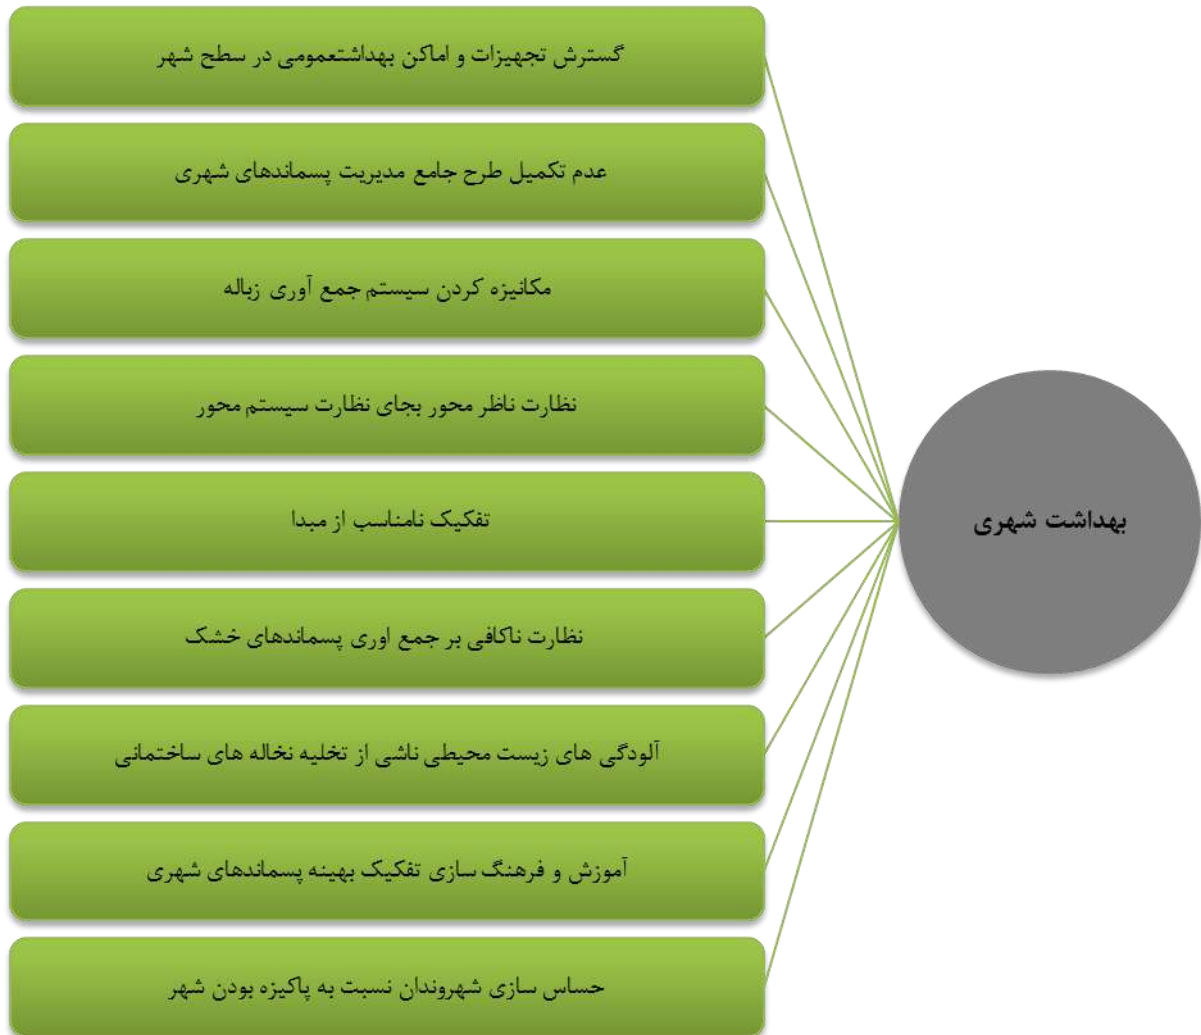 بهداشت شهری
گسترش تجهیزات و اماکن بهداشتعمومی در سطح شهر
عدم تکمیل طرح جامع مدیریت پسماندهای شهری
مکانیزه کردن سیستم جمع آوری زباله
نظارت ناظر محور بجای نظارت سیستم محور
تفکیک نامناسب از مبدا
نظارت ناکافی بر جمع اوری پسماندهای خشک
آلودگی های زیست محیطی ناشی از تخلیه نخاله های ساختمانی
آموزش و فرهنگ سازی تفکیک بهینه پسماندهای شهری
حساس سازی شهروندان نسبت به پاکیزه بودن شهر